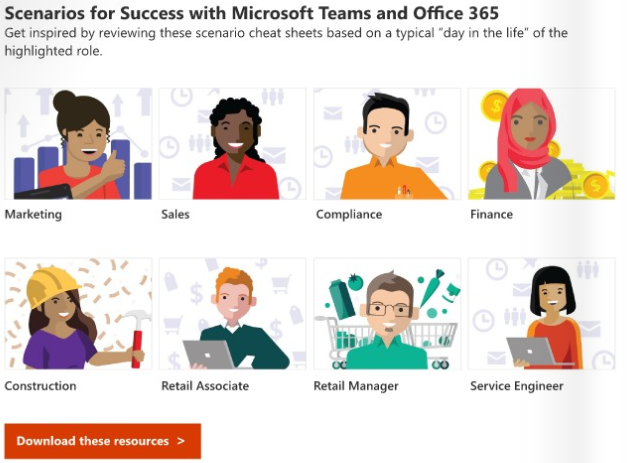 Scenarios for Success with Microsoft Teams and Office 365
Get inspired by reviewing these scenario cheat sheets based on a typical “day in the life” of the
highlighted role.
Marketing
Sales
Compliance
Finance
Construction
Retail Associate
Retail Manager
Service Engineer
Download these resources >